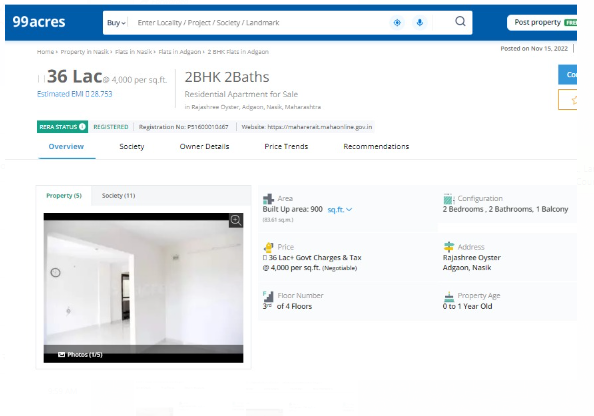 99acres
Buy
Enter Locality / Project / Society / Landmark
Post property FREE
Home > Property in Nasik > Flats in Nasik > Flats in Adgaon > 2 BHK Flats in Adgaon
Posted on Nov 15, 2022
36 Lac @ 4,000 per sq.ft.
Estimated EMI 28,753
2BHK 2Baths
Residential Apartment for Sale
in Rajashree Oyster, Adgaon, Nasik, Maharashtra
RERA STATUS REGISTERED Registration No: P51600010467 Website: https://maharerait.mahaonline.gov.in
Overview Society Owner Details Price Trends Recommendations
Property (5) Society (11)
Area
Built Up area: 900 sq.ft.
(83.61 sq.m.)
Configuration
2 Bedrooms , 2 Bathrooms, 1 Balcony
Price
36 Lac+ Govt Charges & Tax
@ 4,000 per sq.ft. (Negotiable)
Address
Rajashree Oyster
Adgaon, Nasik
Floor Number
3rd of 4 Floors
Property Age
0 to 1 Year Old
Photos (1/5)